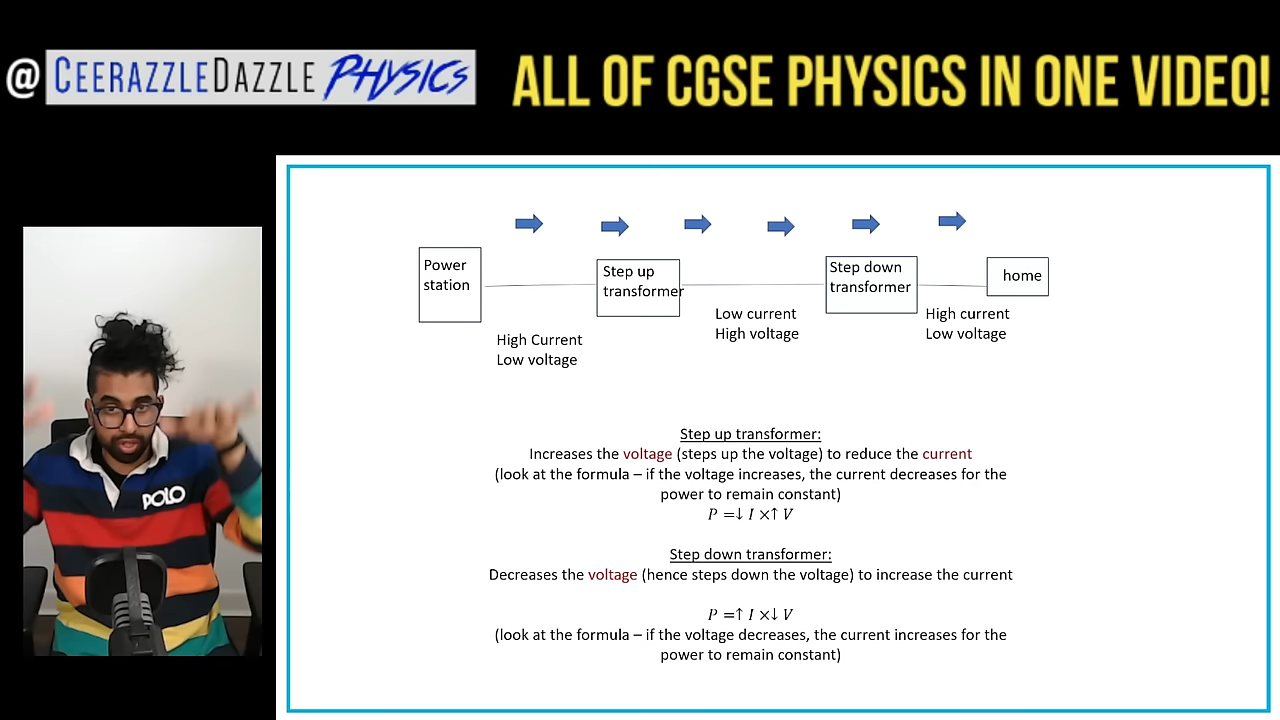 @ CEERAZZLEDAZZLE PHYSICS
ALL OF CGSE PHYSICS IN ONE VIDEO!
Power
station
Step up
transformer
Step down
transformer
home
High Current
Low voltage
Low current
High voltage
High current
Low voltage
Step up transformer:
Increases the voltage (steps up the voltage) to reduce the current
(look at the formula – if the voltage increases, the current decreases for the
power to remain constant)
P =↓ I ×↑ V
Step down transformer:
Decreases the voltage (hence steps down the voltage) to increase the current
P =↑ I ×↓ V
(look at the formula – if the voltage decreases, the current increases for the
power to remain constant)
POLO